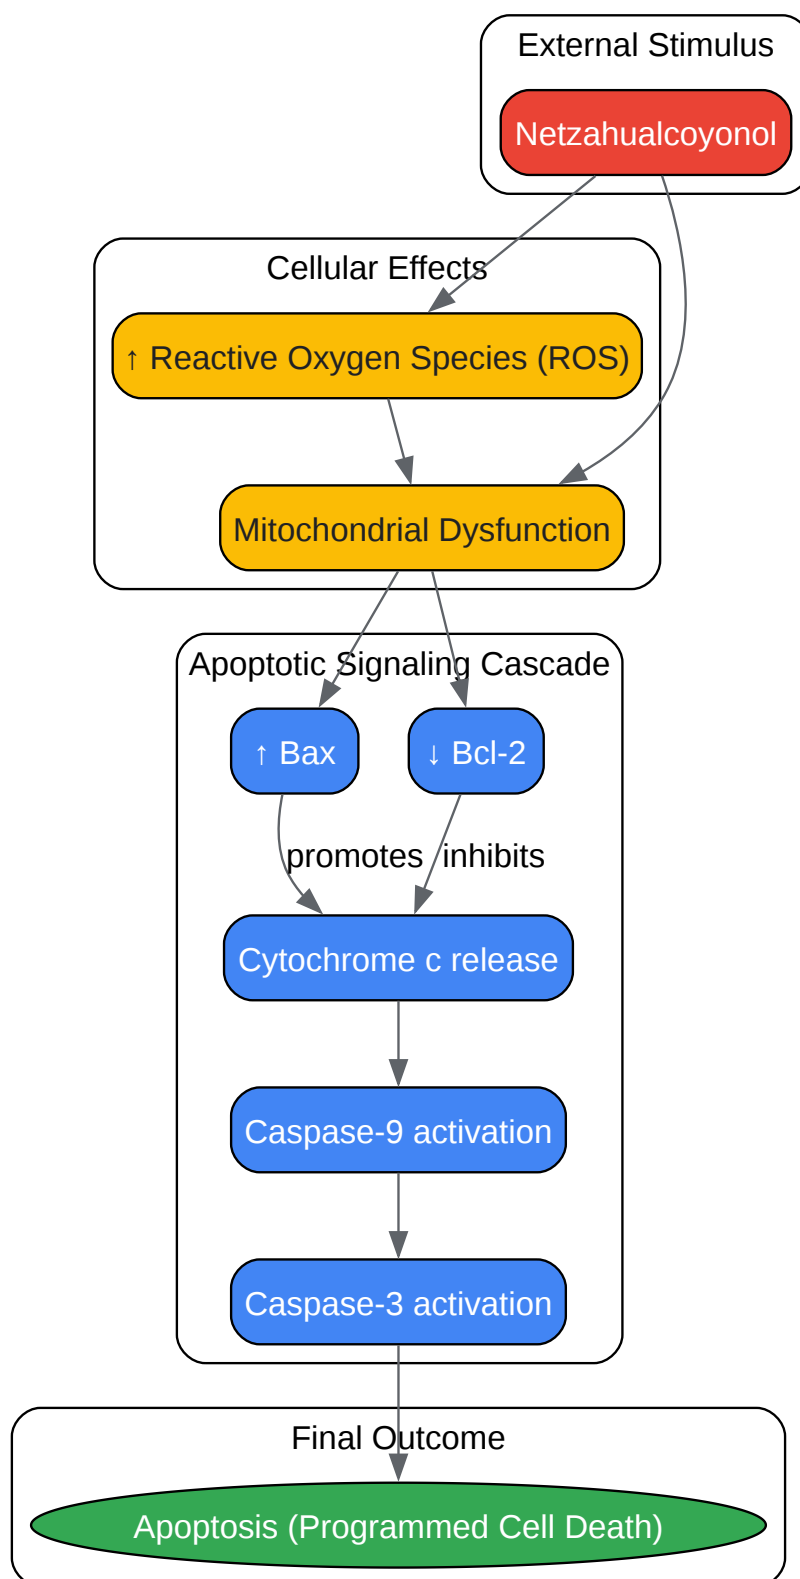 External Stimulus
Netzahualcoyonol
Cellular Effects
↑ Reactive Oxygen Species (ROS)
Mitochondrial Dysfunction
Apoptotic Signaling Cascade
↑ Bax
↓ Bcl-2
promotes
inhibits
Cytochrome c release
Caspase-9 activation
Caspase-3 activation
Final Outcome
Apoptosis (Programmed Cell Death)